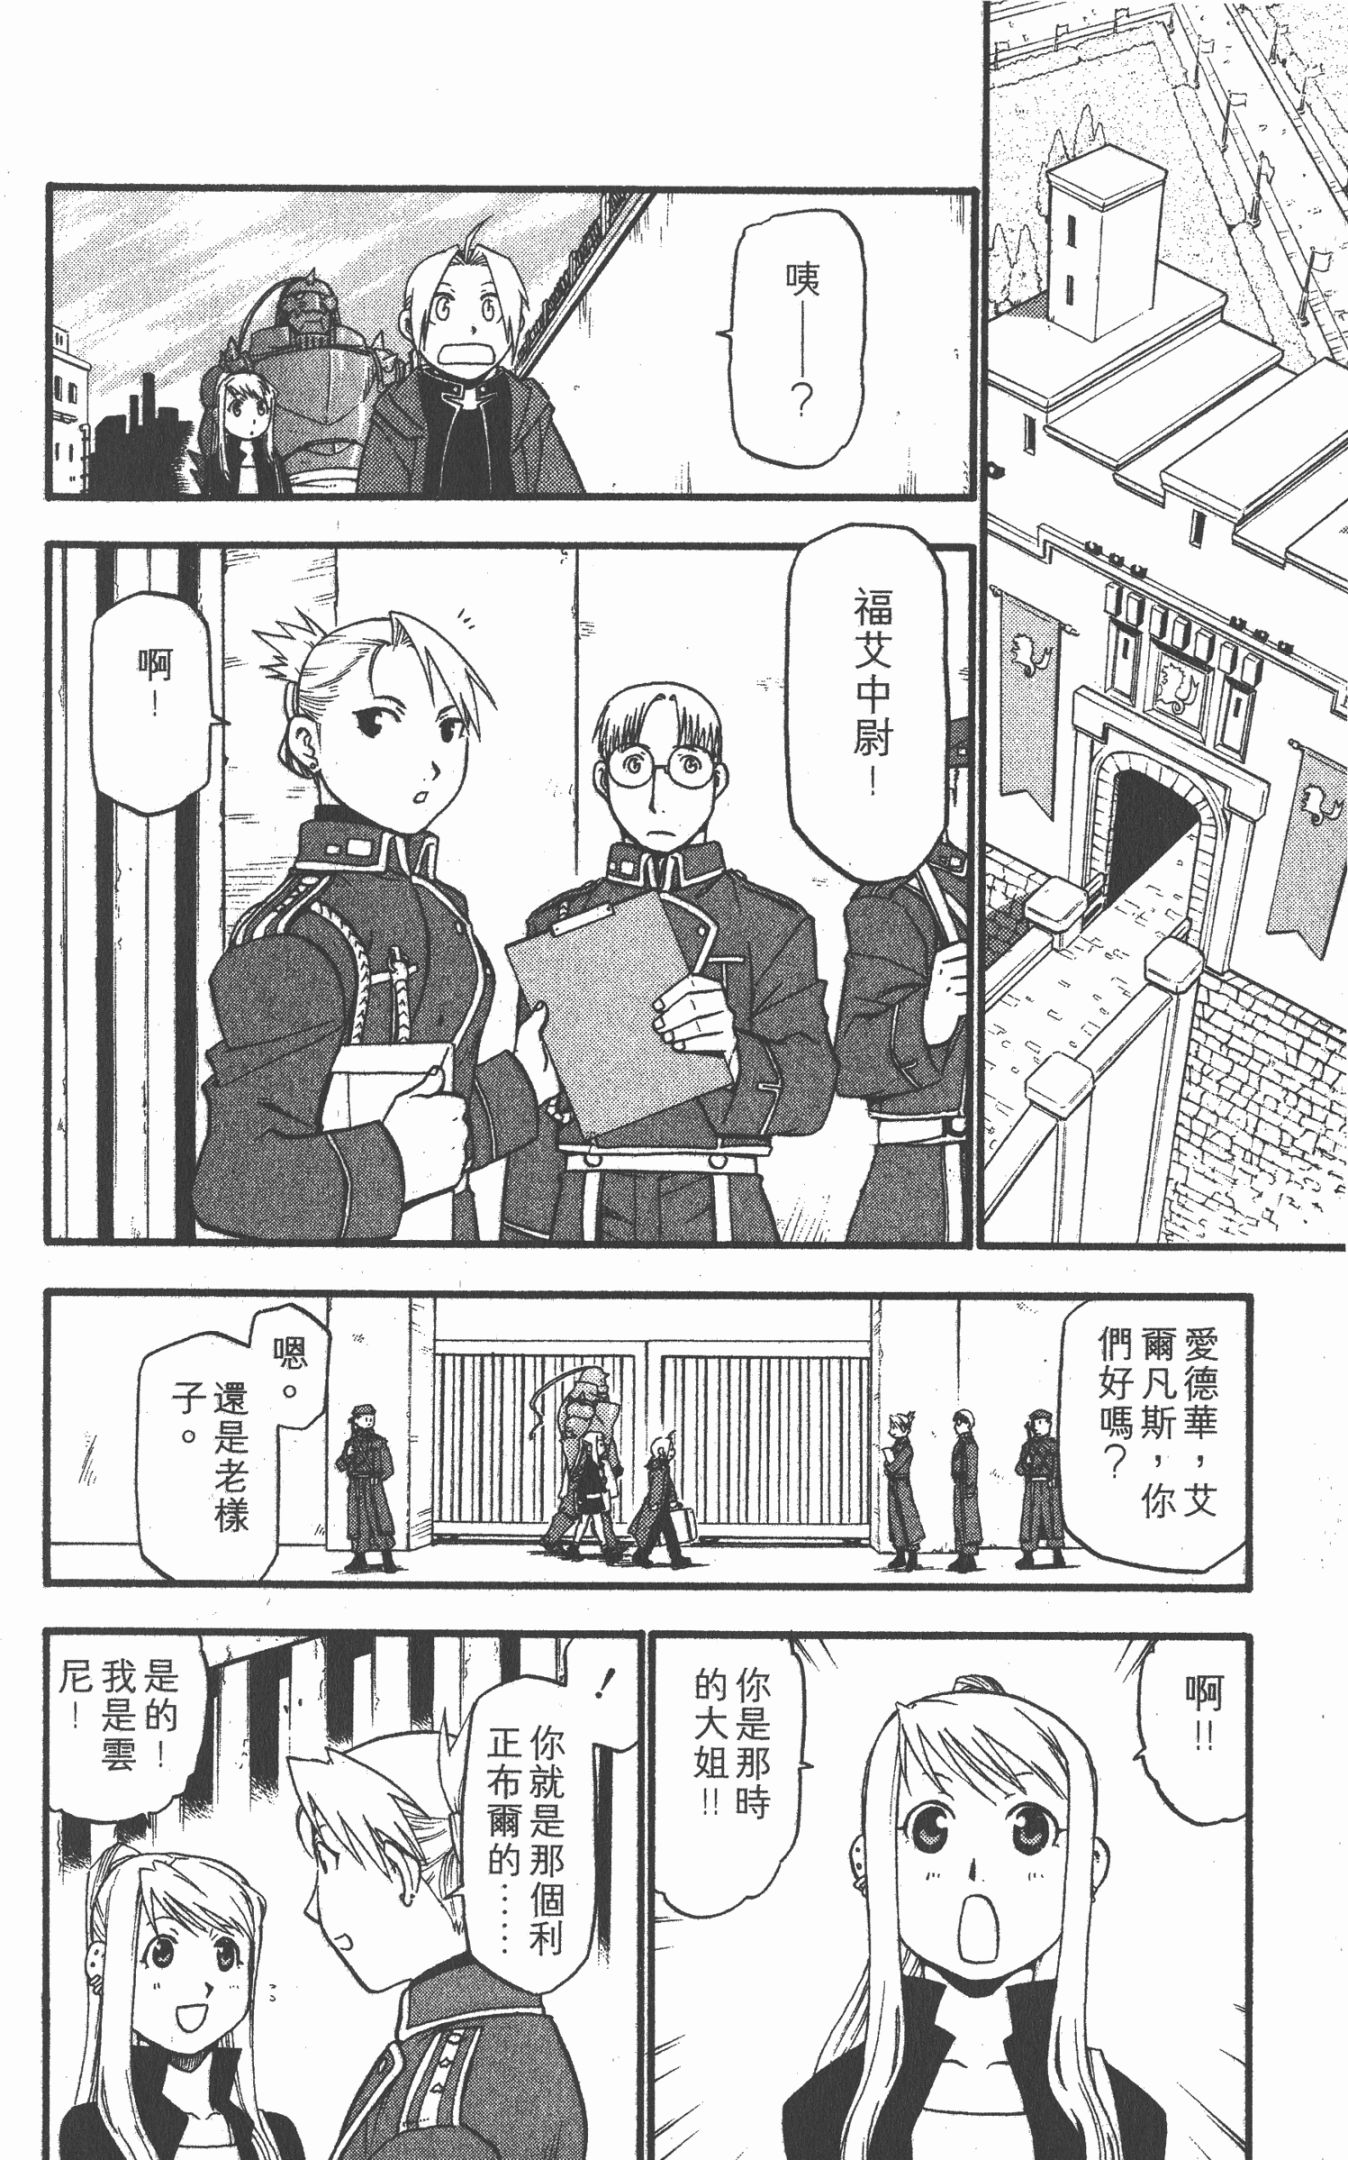 咦——？
福艾中尉！
啊！
愛德華，艾
爾凡斯，你
們好嗎？
嗯。
還是老樣
子。
啊!!
你是那時
的大姐!!
！
你就是那個利
正布爾的……
是的！
我是雲
尼！